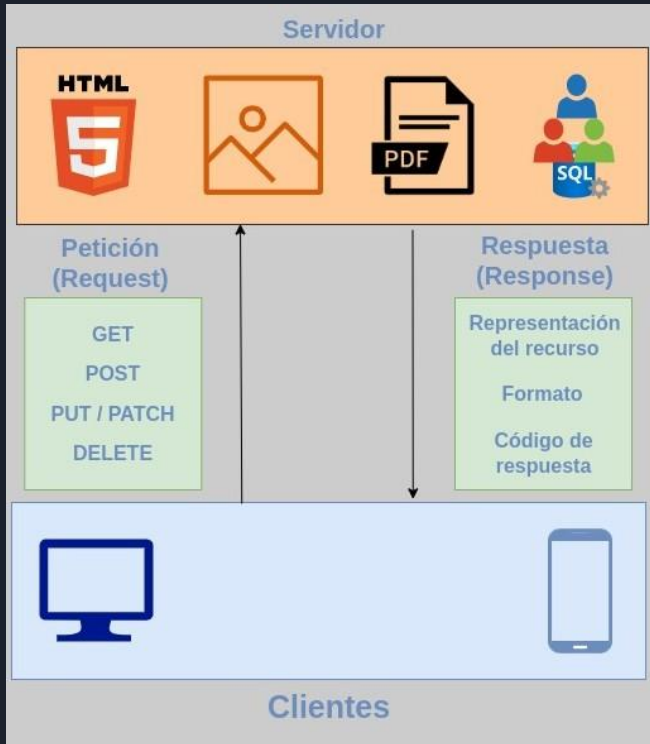 Servidor
HTML
5
PDF
SQL
Petición
(Request)
GET
POST
PUT / PATCH
DELETE
Respuesta
(Response)
Representación
del recurso
Formato
Código de
respuesta
Clientes